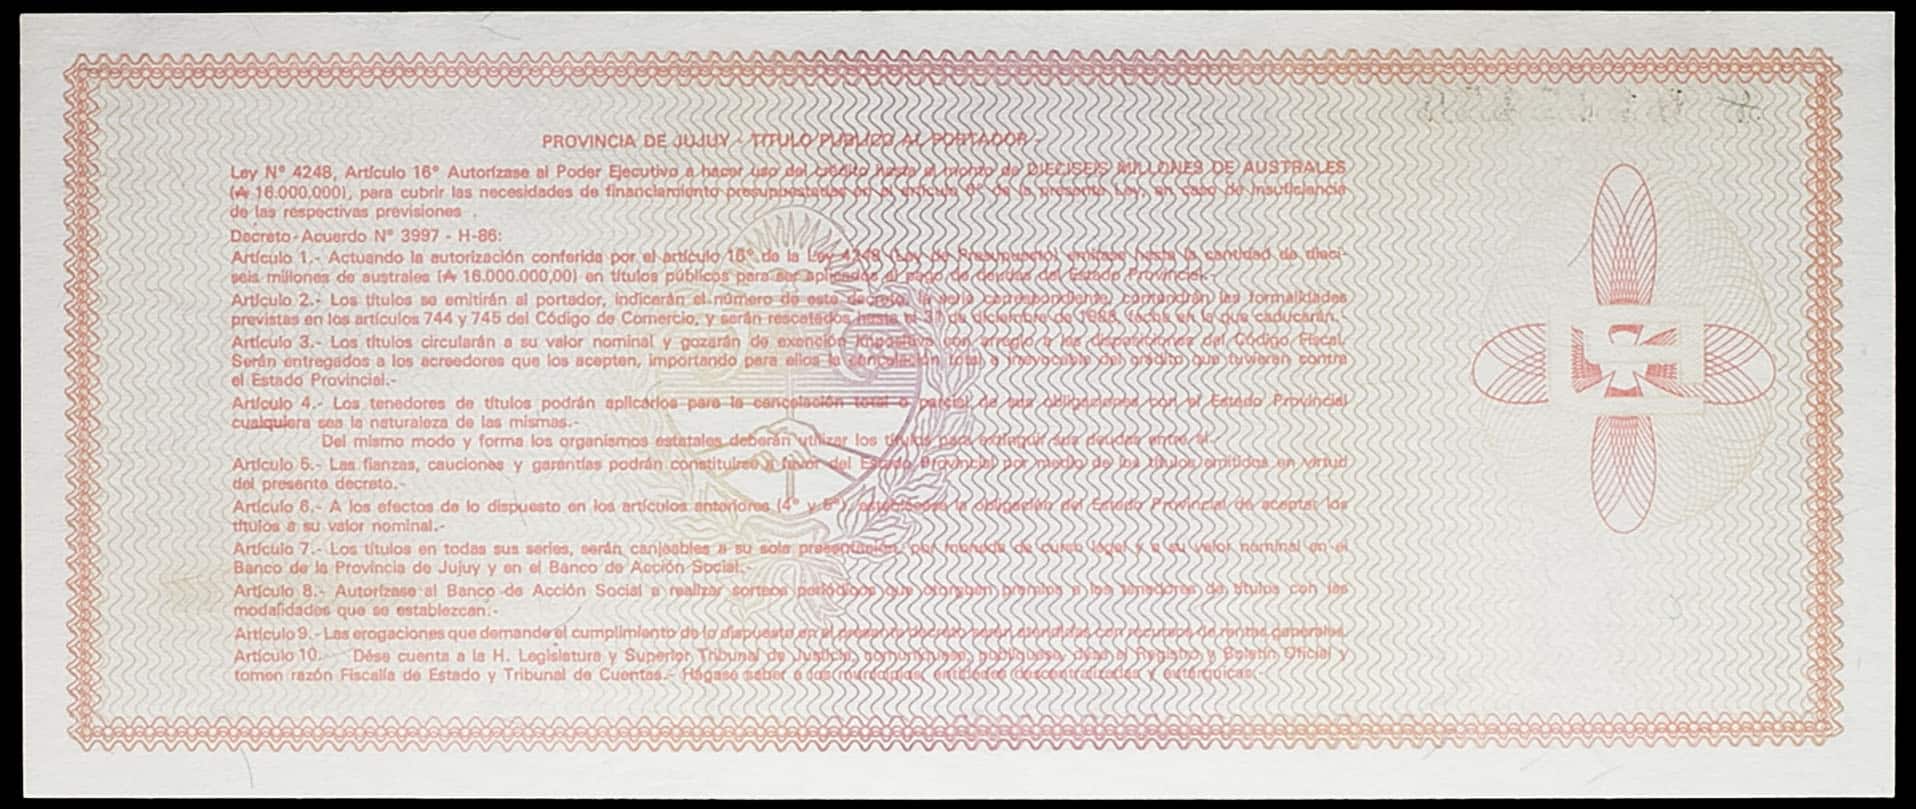 PROVINCIA DE JUJUY - TITULO PUBLICO AL PORTADOR -
Ley Nº 4248, Artículo 16º Autorízase al Poder Ejecutivo a hacer uso del crédito hasta el monto de DIECISEIS MILLONES DE AUSTRALES
(₳ 16.000.000), para cubrir las necesidades de financiamiento presupuestadas en el artículo 6º de la presente Ley, en caso de insuficiencia
de las respectivas previsiones .
Decreto-Acuerdo Nº 3997 - H-86:
Artículo 1.- Actuando la autorización conferida por el artículo 16º de la Ley 4248 (Ley de Presupuesto) emítase hasta la cantidad de dieci-
seis millones de australes (₳ 16.000.000,00) en títulos públicos para ser aplicados al pago de deudas del Estado Provincial.-
Artículo 2.- Los títulos se emitirán al portador, indicarán el número de este decreto, la serie correspondiente, contendrán las formalidades
previstas en los artículos 744 y 745 del Código de Comercio, y serán rescatados hasta el 31 de diciembre de 1988, fecha en la que caducarán.
Artículo 3.- Los títulos circularán a su valor nominal y gozarán de exención impositiva con arreglo a las disposiciones del Código Fiscal.
Serán entregados a los acreedores que los acepten, importando para ellos la cancelación total o irrevocable del crédito que tuvieran contra
el Estado Provincial.-
Artículo 4.- Los tenedores de títulos podrán aplicarlos para la cancelación total o parcial de sus obligaciones con el Estado Provincial
cualquiera sea la naturaleza de las mismas.-
Del mismo modo y forma los organismos estatales deberán utilizar los títulos para extinguir sus deudas entre sí.-
Artículo 5.- Las fianzas, cauciones y garantías podrán constituirse a favor del Estado Provincial por medio de los títulos emitidos en virtud
del presente decreto.-
Artículo 6.- A los efectos de lo dispuesto en los artículos anteriores (4º y 5º), establécese la obligación del Estado Provincial de aceptar los
títulos a su valor nominal.-
Artículo 7.- Los títulos en todas sus series, serán canjeables a su sola presentación, por moneda de curso legal y a su valor nominal en el
Banco de la Provincia de Jujuy y en el Banco de Acción Social.-
Artículo 8.- Autorízase al Banco de Acción Social a realizar sorteos periódicos que otorguen premios a los tenedores de títulos con las
modalidades que se establezcan.-
Artículo 9.- Las erogaciones que demande el cumplimiento de lo dispuesto en el presente decreto serán atendidas con recursos de rentas generales.
Artículo 10. Dése cuenta a la H. Legislatura y Superior Tribunal de Justicia, comuníquese, publíquese, dése al Registro y Boletín Oficial y
tomen razón Fiscalía de Estado y Tribunal de Cuentas.- Hágase saber a los municipios, entidades descentralizadas y autárquicas.-